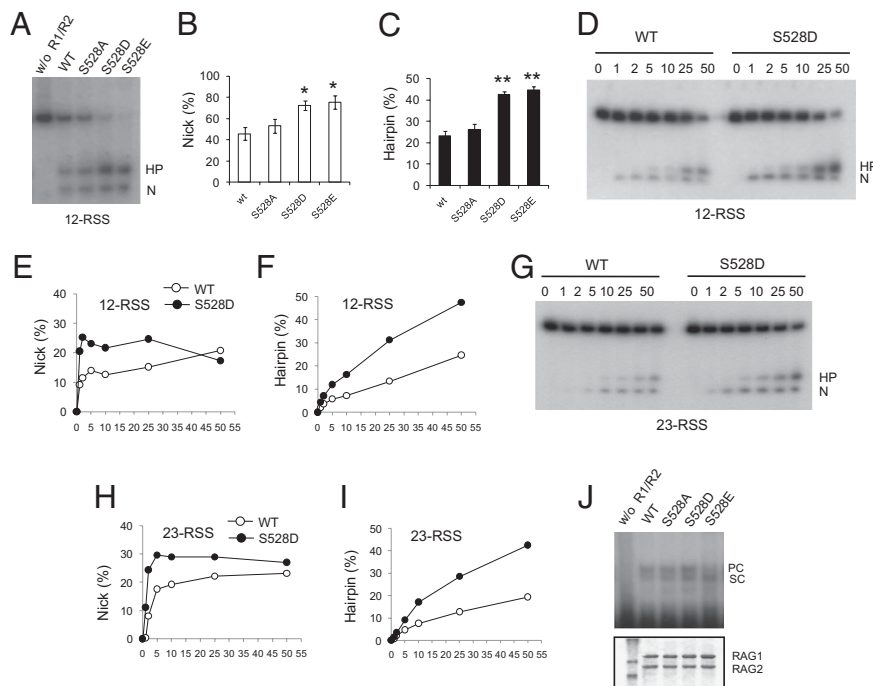 A
w/o R1/R2
WT
S528A
S528D
S528E
HP
N
12-RSS
B
Nick (%)
100
80
60
40
20
0
* *
wt
S528A
S528D
S528E
C
Hairpin (%)
50
40
30
20
10
0
** **
wt
S528A
S528D
S528E
D
WT S528D
0 1 2 5 10 25 50 0 1 2 5 10 25 50
HP
N
12-RSS
E
12-RSS
WT
S528D
Nick (%)
40
30
20
10
0
0 5 10 15 20 25 30 35 40 45 50 55
F
12-RSS
Hairpin (%)
50
40
30
20
10
0
0 5 10 15 20 25 30 35 40 45 50 55
G
WT S528D
0 1 2 5 10 25 50 0 1 2 5 10 25 50
HP
N
23-RSS
H
23-RSS
WT
S528D
Nick (%)
40
30
20
10
0
0 5 10 15 20 25 30 35 40 45 50 55
I
23-RSS
Hairpin (%)
50
40
30
20
10
0
0 5 10 15 20 25 30 35 40 45 50 55
J
w/o R1/R2
WT
S528A
S528D
S528E
PC
SC
RAG1
RAG2